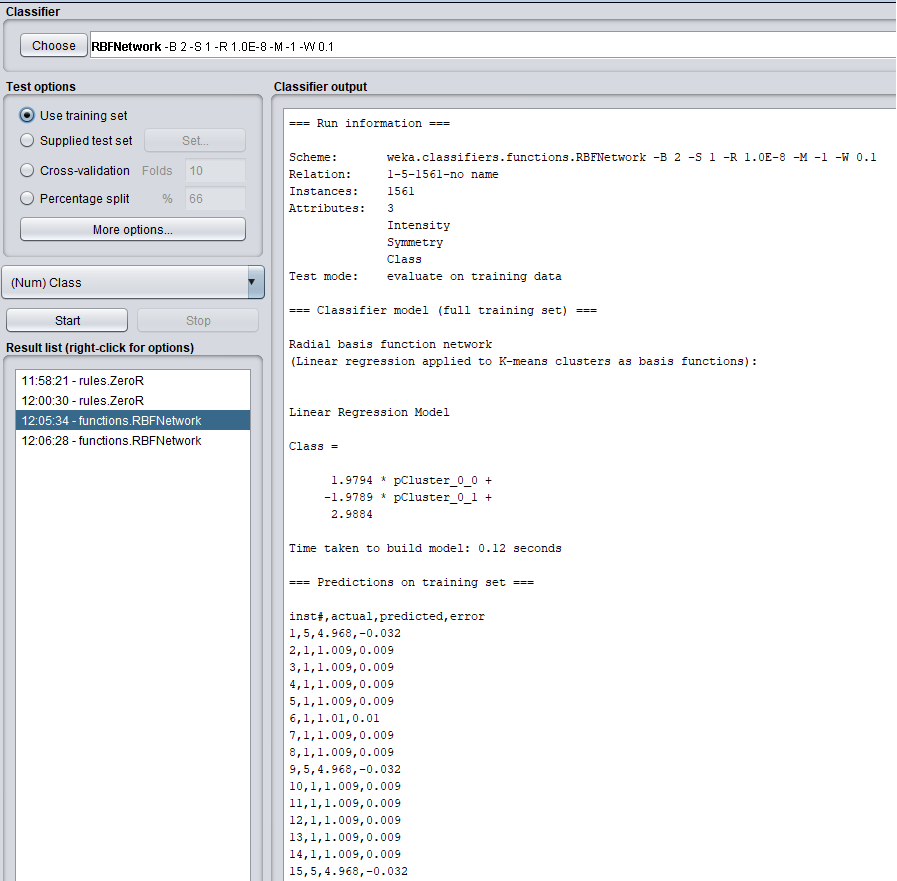 Classifier
Choose RBFNetwork -B 2 -S 1 -R 1.0E-8 -M -1 -W 0.1
Test options
Use training set
Supplied test set Set...
Cross-validation Folds 10
Percentage split % 66
More options...
(Num) Class
Start Stop
Result list (right-click for options)
11:58:21 - rules.ZeroR
12:00:30 - rules.ZeroR
12:05:34 - functions.RBFNetwork
12:06:28 - functions.RBFNetwork
Classifier output
=== Run information ===
Scheme: weka.classifiers.functions.RBFNetwork -B 2 -S 1 -R 1.0E-8 -M -1 -W 0.1
Relation: 1-5-1561-no name
Instances: 1561
Attributes: 3
Intensity
Symmetry
Class
Test mode: evaluate on training data
=== Classifier model (full training set) ===
Radial basis function network
(Linear regression applied to K-means clusters as basis functions):
Linear Regression Model
Class =
1.9794 * pCluster_0_0 +
-1.9789 * pCluster_0_1 +
2.9884
Time taken to build model: 0.12 seconds
=== Predictions on training set ===
inst#,actual,predicted,error
1,5,4.968,-0.032
2,1,1.009,0.009
3,1,1.009,0.009
4,1,1.009,0.009
5,1,1.009,0.009
6,1,1.01,0.01
7,1,1.009,0.009
8,1,1.009,0.009
9,5,4.968,-0.032
10,1,1.009,0.009
11,1,1.009,0.009
12,1,1.009,0.009
13,1,1.009,0.009
14,1,1.009,0.009
15,5,4.968,-0.032